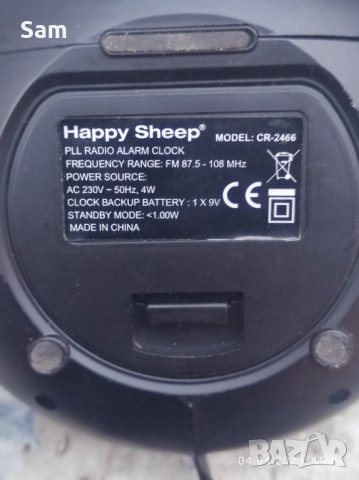 Sam
Happy Sheep® MODEL: CR-2466
PLL RADIO ALARM CLOCK
FREQUENCY RANGE: FM 87.5 - 108 MHz
POWER SOURCE:
AC 230V ~ 50Hz, 4W
CLOCK BACKUP BATTERY : 1 X 9V
STANDBY MODE: <1.00W
MADE IN CHINA
CE
BAZAR